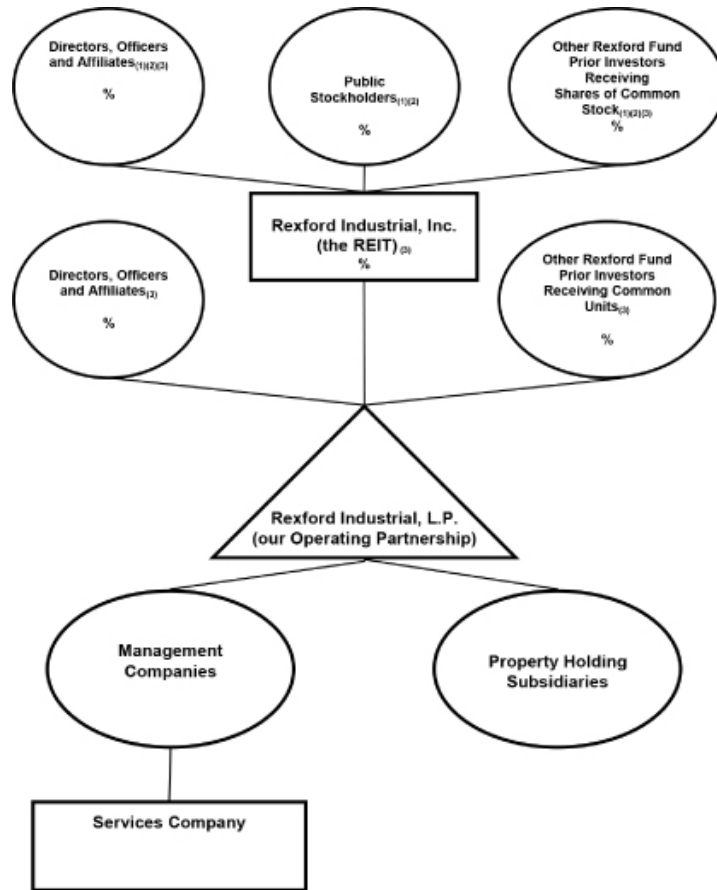 Directors, Officers
and Affiliates(1)(2)(3)
%
Public
Stockholders(1)(2)
%
Other Rexford Fund
Prior Investors
Receiving
Shares of Common
Stock(1)(2)(3)
%
Rexford Industrial, Inc.
(the REIT)(3)
%
Directors, Officers
and Affiliates(3)
%
Other Rexford Fund
Prior Investors
Receiving Common
Units(3)
%
Rexford Industrial, L.P.
(our Operating Partnership)
Management
Companies
Property Holding
Subsidiaries
Services Company